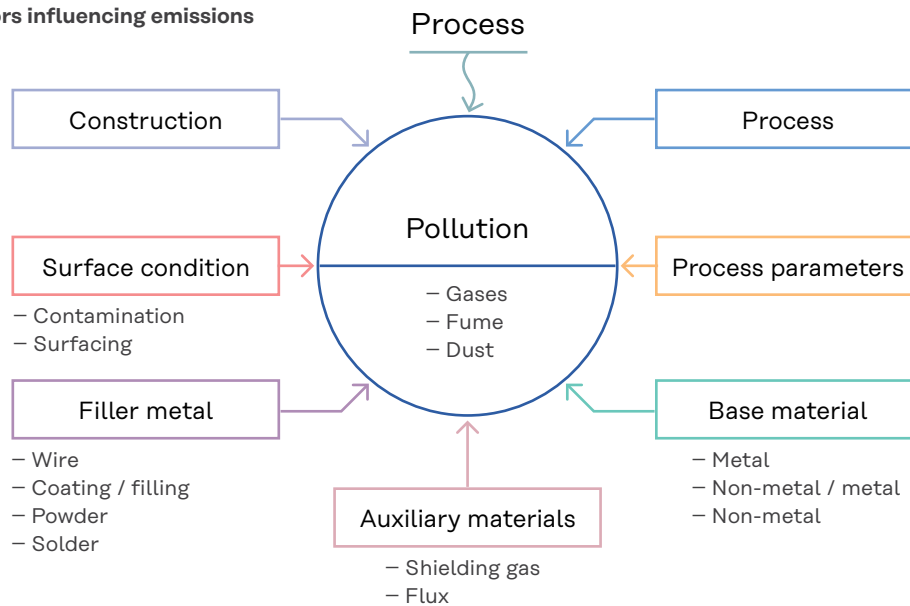 ors influencing emissions
Process
Construction
Process
Pollution
Surface condition
Process parameters
– Gases
– Fume
– Dust
– Contamination
– Surfacing
Filler metal
Base material
– Wire
– Coating / filling
– Powder
– Solder
– Metal
– Non-metal / metal
– Non-metal
Auxiliary materials
– Shielding gas
– Flux